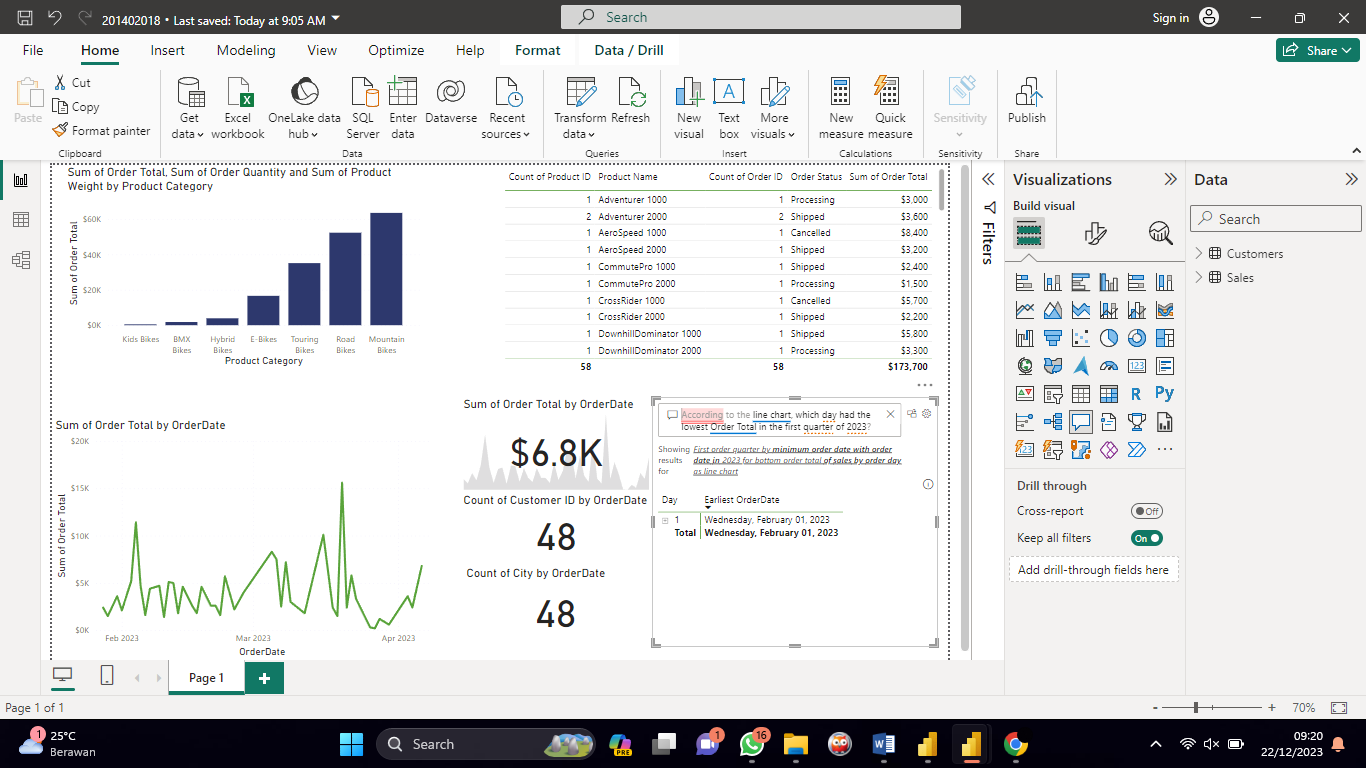 201402018 • Last saved: Today at 9:05 AM
Search
Sign in
File Home Insert Modeling View Optimize Help Format Data / Drill
Share
Paste
Cut
Copy
Format painter
Get data
Excel workbook
OneLake data hub
SQL Server
Enter data
Dataverse
Recent sources
Transform data
Refresh
New visual
Text box
More visuals
New measure
Quick measure
Sensitivity
Publish
Clipboard Data Queries Insert Calculations Sensitivity Share
Sum of Order Total, Sum of Order Quantity and Sum of Product
Weight by Product Category
Sum of Order Total
$60K
$40K
$20K
$0K
Kids Bikes
BMX Bikes
Hybrid Bikes
E-Bikes
Touring Bikes
Road Bikes
Mountain Bikes
Product Category
Count of Product ID Product Name Count of Order ID Order Status Sum of Order Total
1 Adventurer 1000 1 Processing $3,000
2 Adventurer 2000 2 Shipped $3,600
1 AeroSpeed 1000 1 Cancelled $8,400
1 AeroSpeed 2000 1 Shipped $3,200
1 CommutePro 1000 1 Shipped $2,400
1 CommutePro 2000 1 Processing $1,500
1 CrossRider 1000 1 Cancelled $5,700
1 CrossRider 2000 1 Shipped $2,200
1 DownhillDominator 1000 1 Shipped $5,800
1 DownhillDominator 2000 1 Processing $3,300
58 58 $173,700
Sum of Order Total by OrderDate
Sum of Order Total
$20K
$15K
$10K
$5K
$0K
Feb 2023 Mar 2023 Apr 2023
OrderDate
Sum of Order Total by OrderDate
$6.8K
Count of Customer ID by OrderDate
48
Count of City by OrderDate
48
According to the line chart, which day had the
lowest Order Total in the first quarter of 2023?
Showing results for
First order quarter by minimum order date with order
date in 2023 for bottom order total of sales by order day
as line chart
Day Earliest OrderDate
1 Wednesday, February 01, 2023
Total Wednesday, February 01, 2023
Filters
Visualizations
Build visual
123
R Py
123
Drill through
Cross-report Off
Keep all filters On
Add drill-through fields here
Data
Search
Customers
Sales
Page 1
Page 1 of 1
- + 70%
1
25°C
Berawan
Search
PRE
1
16
09:20
22/12/2023